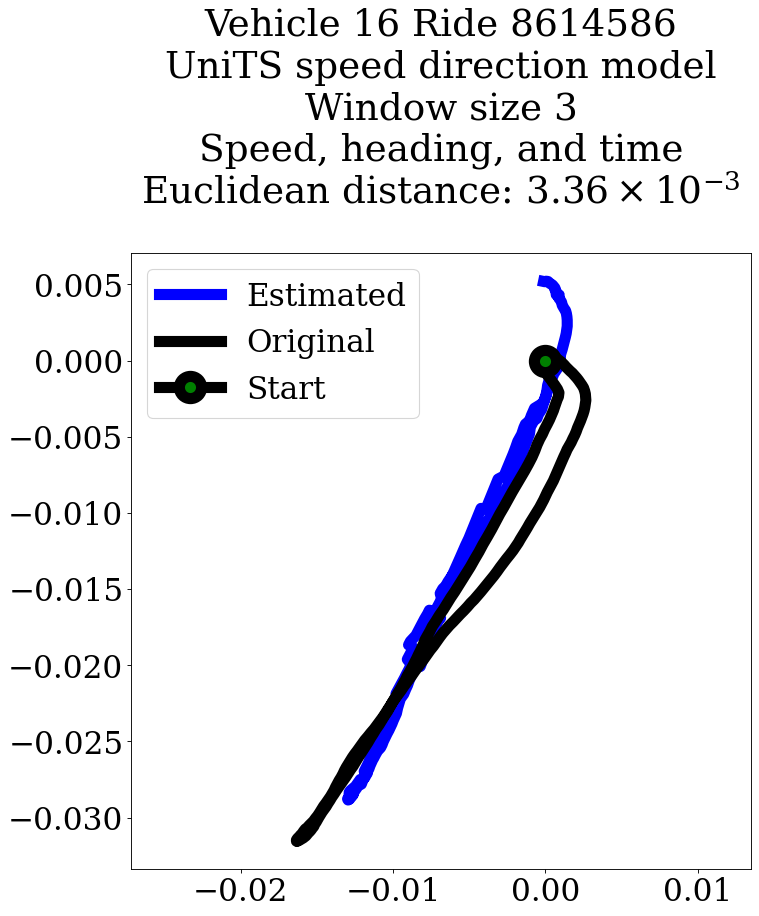 Vehicle 16 Ride 8614586
UniTS speed direction model
Window size 3
Speed, heading, and time
Euclidean distance: 3.36 × 10⁻³
Estimated
Original
Start
0.005
0.000
−0.005
−0.010
−0.015
−0.020
−0.025
−0.030
−0.02 −0.01 0.00 0.01